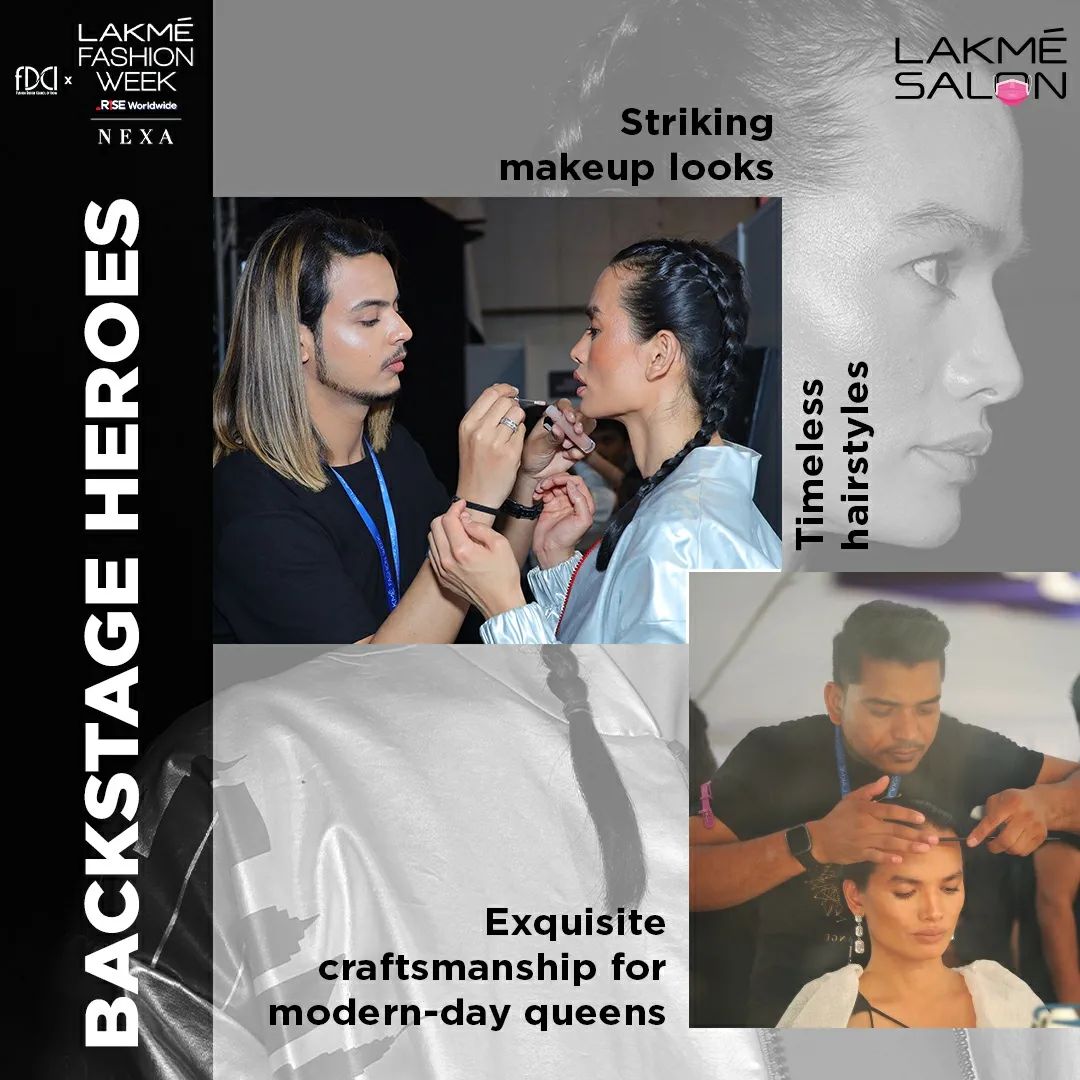 fDCI x
LAKMÉ
FASHION
WEEK
RISE Worldwide
NEXA
LAKMÉ
SALON
BACKSTAGE HEROES
Striking
makeup looks
Timeless
hairstyles
Exquisite
craftsmanship for
modern-day queens